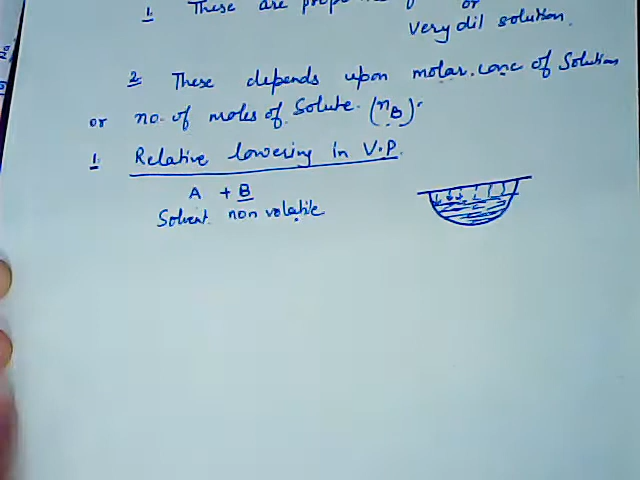 1. These are
or
very dil solution.
2. These depends upon molar. conc of Solution
or no. of moles of Solute. (nB).
1. Relative lowering in V.P.
A + B
Solvent. non volatile